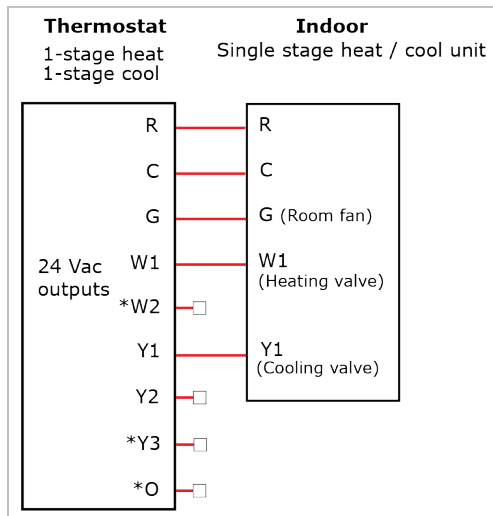 Thermostat
1-stage heat
1-stage cool
Indoor
Single stage heat / cool unit
24 Vac
outputs
R
C
G
W1
*W2
Y1
Y2
*Y3
*O
R
C
G (Room fan)
W1
(Heating valve)
Y1
(Cooling valve)